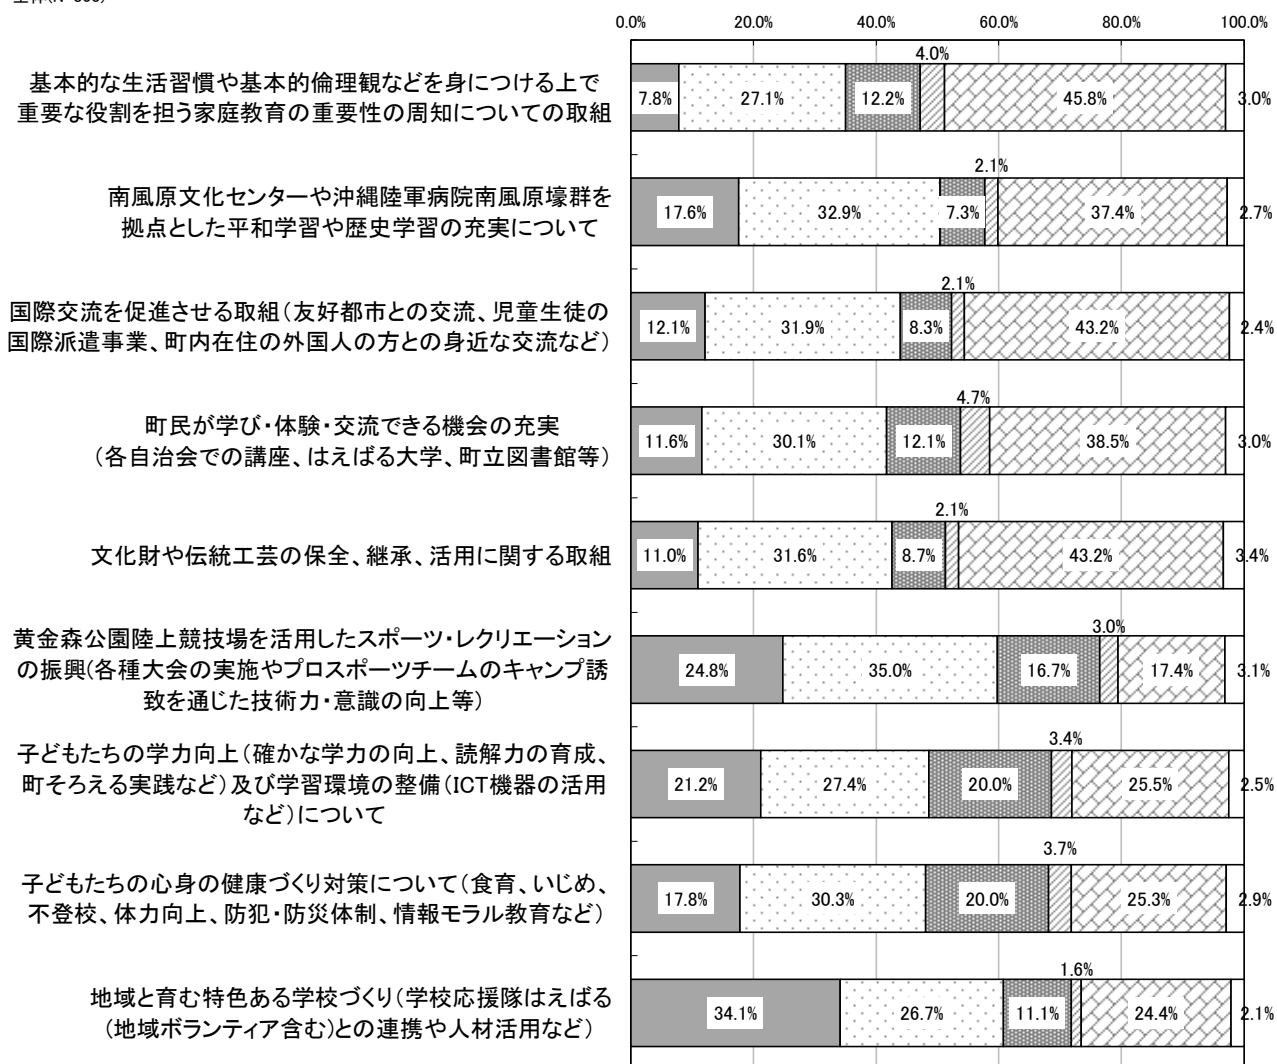 0.0% 20.0% 40.0% 60.0% 80.0% 100.0%
基本的な生活習慣や基本的倫理観などを身につける上で
重要な役割を担う家庭教育の重要性の周知についての取組
7.8% 27.1% 12.2% 4.0% 45.8% 3.0%
南風原文化センターや沖縄陸軍病院南風原壕群を
拠点とした平和学習や歴史学習の充実について
17.6% 32.9% 7.3% 2.1% 37.4% 2.7%
国際交流を促進させる取組（友好都市との交流、児童生徒の
国際派遣事業、町内在住の外国人の方との身近な交流など）
12.1% 31.9% 8.3% 2.1% 43.2% 2.4%
町民が学び・体験・交流できる機会の充実
（各自治会での講座、はえばる大学、町立図書館等）
11.6% 30.1% 12.1% 4.7% 38.5% 3.0%
文化財や伝統工芸の保全、継承、活用に関する取組
11.0% 31.6% 8.7% 2.1% 43.2% 3.4%
黄金森公園陸上競技場を活用したスポーツ・レクリエーション
の振興(各種大会の実施やプロスポーツチームのキャンプ誘
致を通じた技術力・意識の向上等）
24.8% 35.0% 16.7% 3.0% 17.4% 3.1%
子どもたちの学力向上（確かな学力の向上、読解力の育成、
町そろえる実践など）及び学習環境の整備（ICT機器の活用
など）について
21.2% 27.4% 20.0% 3.4% 25.5% 2.5%
子どもたちの心身の健康づくり対策について（食育、いじめ、
不登校、体力向上、防犯・防災体制、情報モラル教育など）
17.8% 30.3% 20.0% 3.7% 25.3% 2.9%
地域と育む特色ある学校づくり（学校応援隊はえばる
（地域ボランティア含む）との連携や人材活用など）
34.1% 26.7% 11.1% 1.6% 24.4% 2.1%